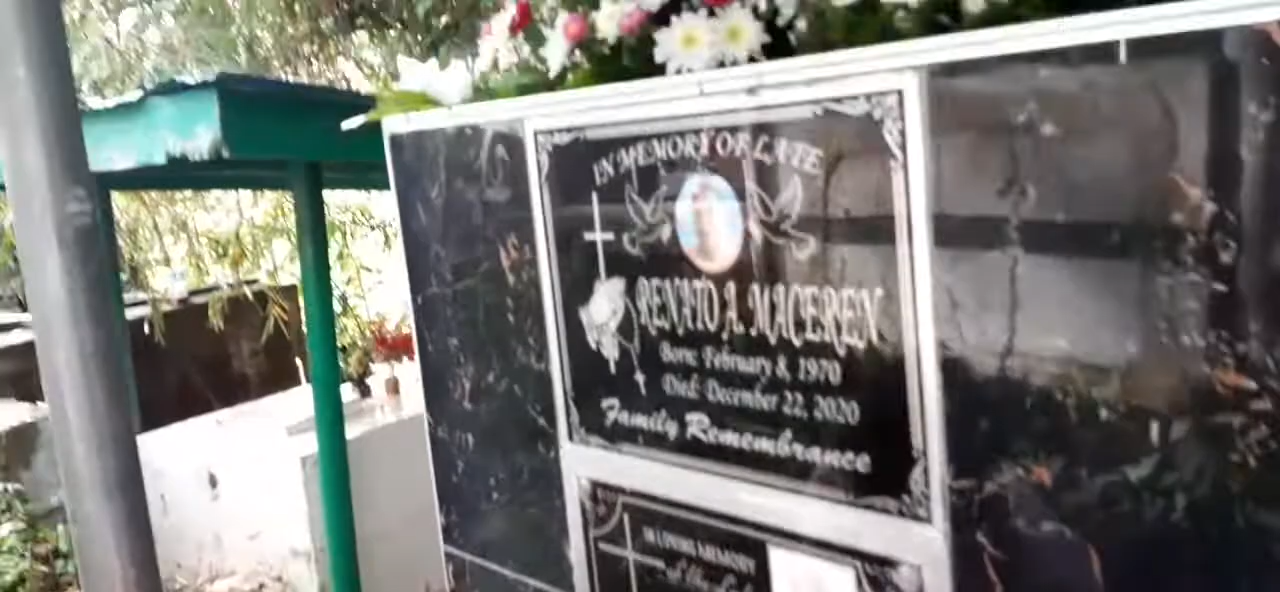 IN MEMORY OF LATE
RENATO A. MACEREN
Born: February 8, 1970
Died: December 22, 2020
Family Remembrance
IN LOVING MEMORY